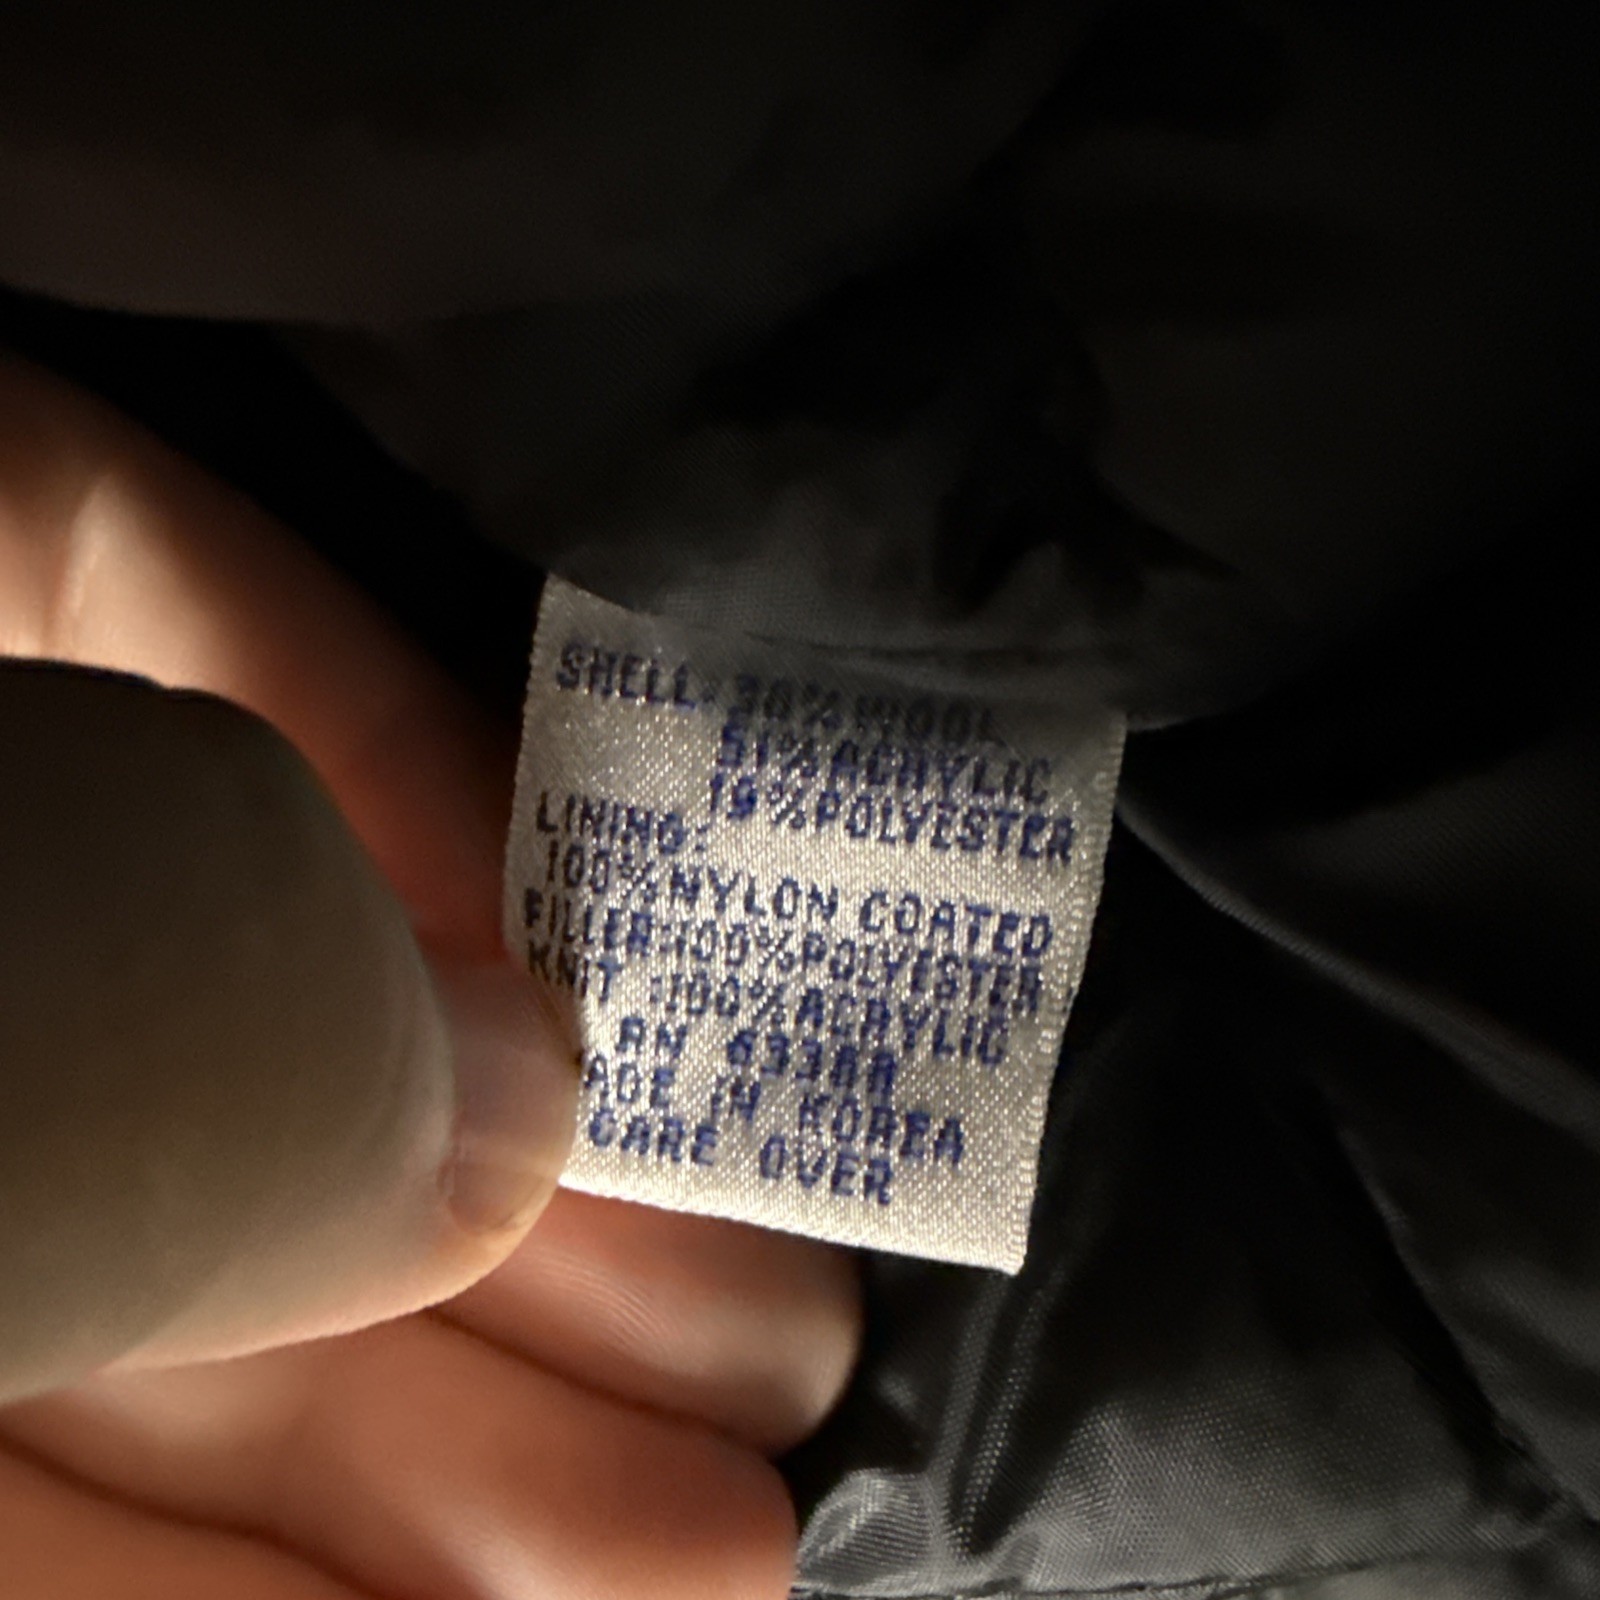 SHELL: 30% WOOL
51% ACRYLIC
19% POLYESTER
LINING:
100% NYLON COATED
FILLER:100% POLYESTER
KNIT :100% ACRYLIC
RN 63388
ADE IN KOREA
CARE OVER